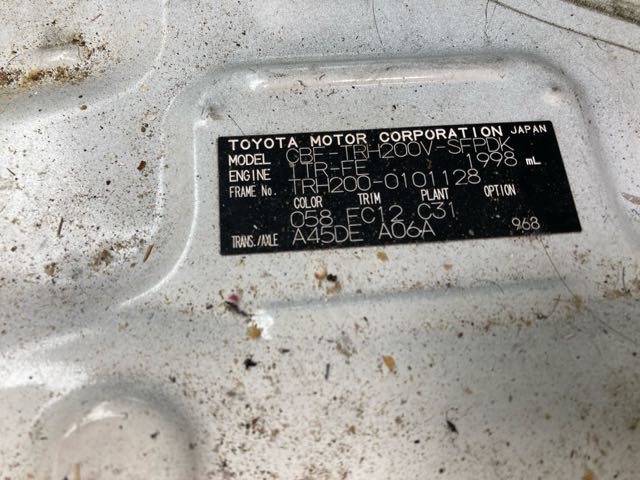 TOYOTA MOTOR CORPORATION JAPAN
MODEL CBF-TRH200V-SFPDK
ENGINE 1TR-FE 1998 mL
FRAME No. TRH200-0101128
COLOR TRIM PLANT OPTION
058 FC12 C31
TRANS./AXLE A45DE A06A 968